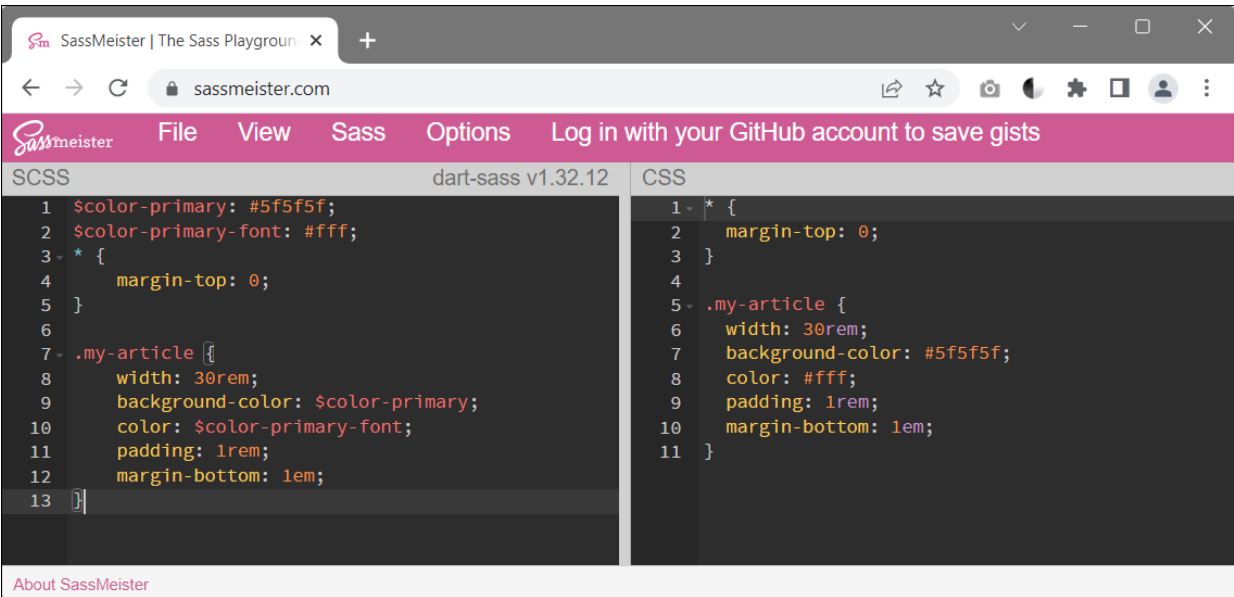 Sm SassMeister | The Sass Playgroun
sassmeister.com
Sassmeister File View Sass Options Log in with your GitHub account to save gists
SCSS dart-sass v1.32.12
1 $color-primary: #5f5f5f;
2 $color-primary-font: #fff;
3 * {
4 margin-top: 0;
5 }
6
7 .my-article {
8 width: 30rem;
9 background-color: $color-primary;
10 color: $color-primary-font;
11 padding: 1rem;
12 margin-bottom: 1em;
13 }
CSS
1 * {
2 margin-top: 0;
3 }
4
5 .my-article {
6 width: 30rem;
7 background-color: #5f5f5f;
8 color: #fff;
9 padding: 1rem;
10 margin-bottom: 1em;
11 }
About SassMeister